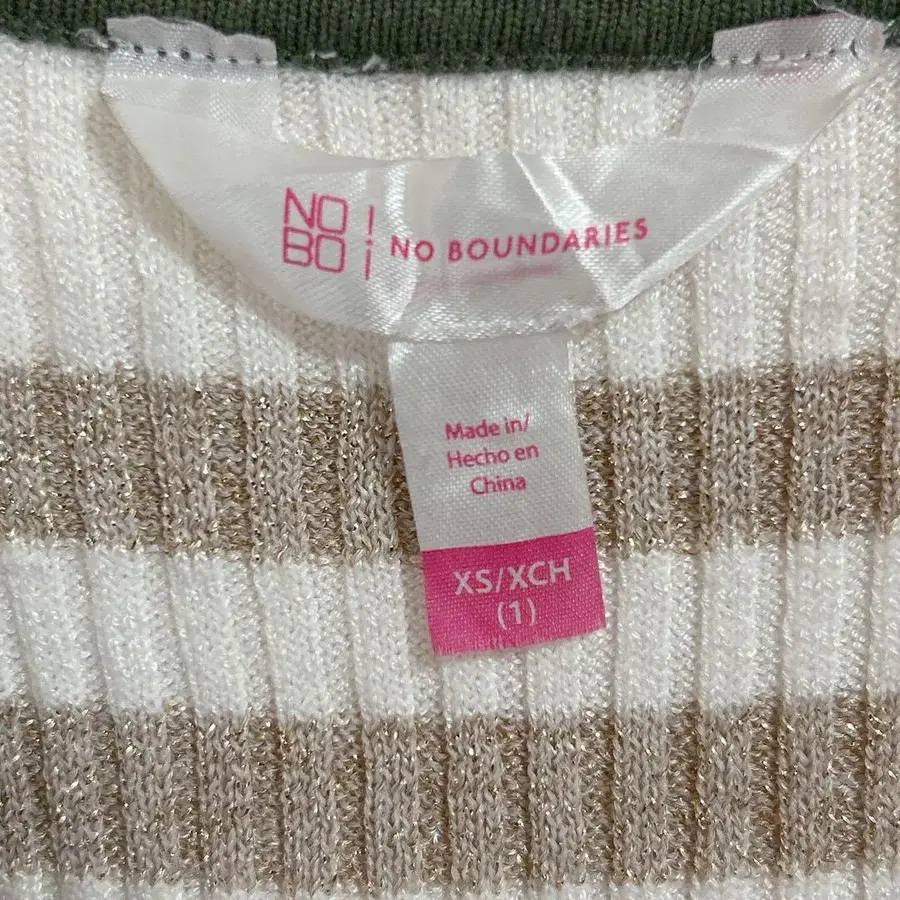 NO
BO
NO BOUNDARIES
Made in/
Hecho en
China
XS/XCH
(1)